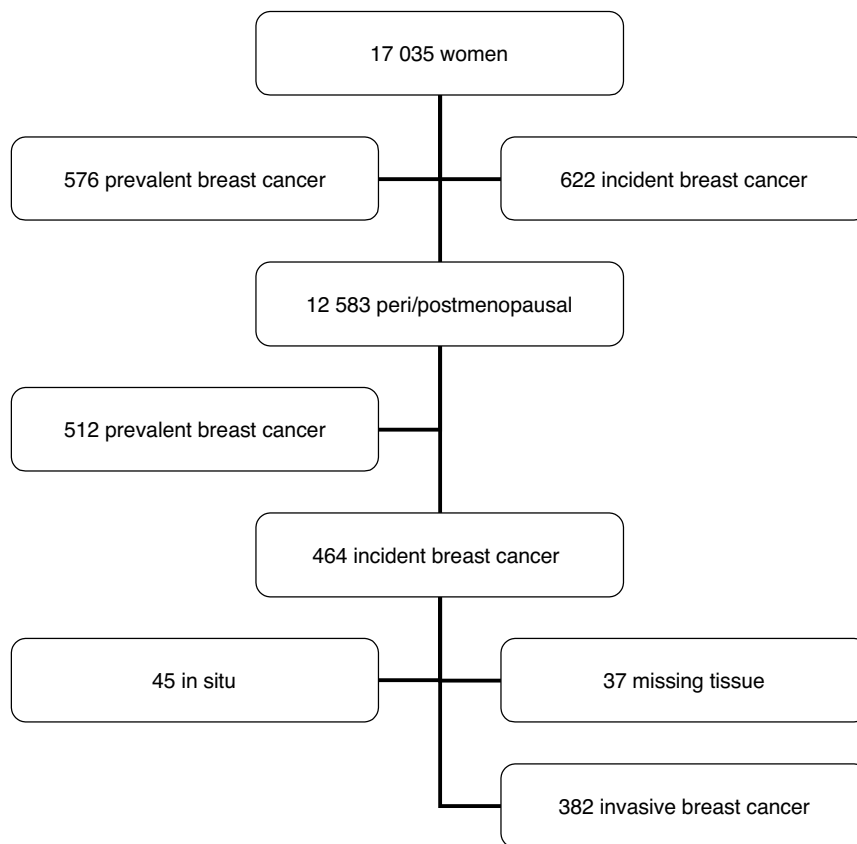 17 035 women
576 prevalent breast cancer
622 incident breast cancer
12 583 peri/postmenopausal
512 prevalent breast cancer
464 incident breast cancer
45 in situ
37 missing tissue
382 invasive breast cancer